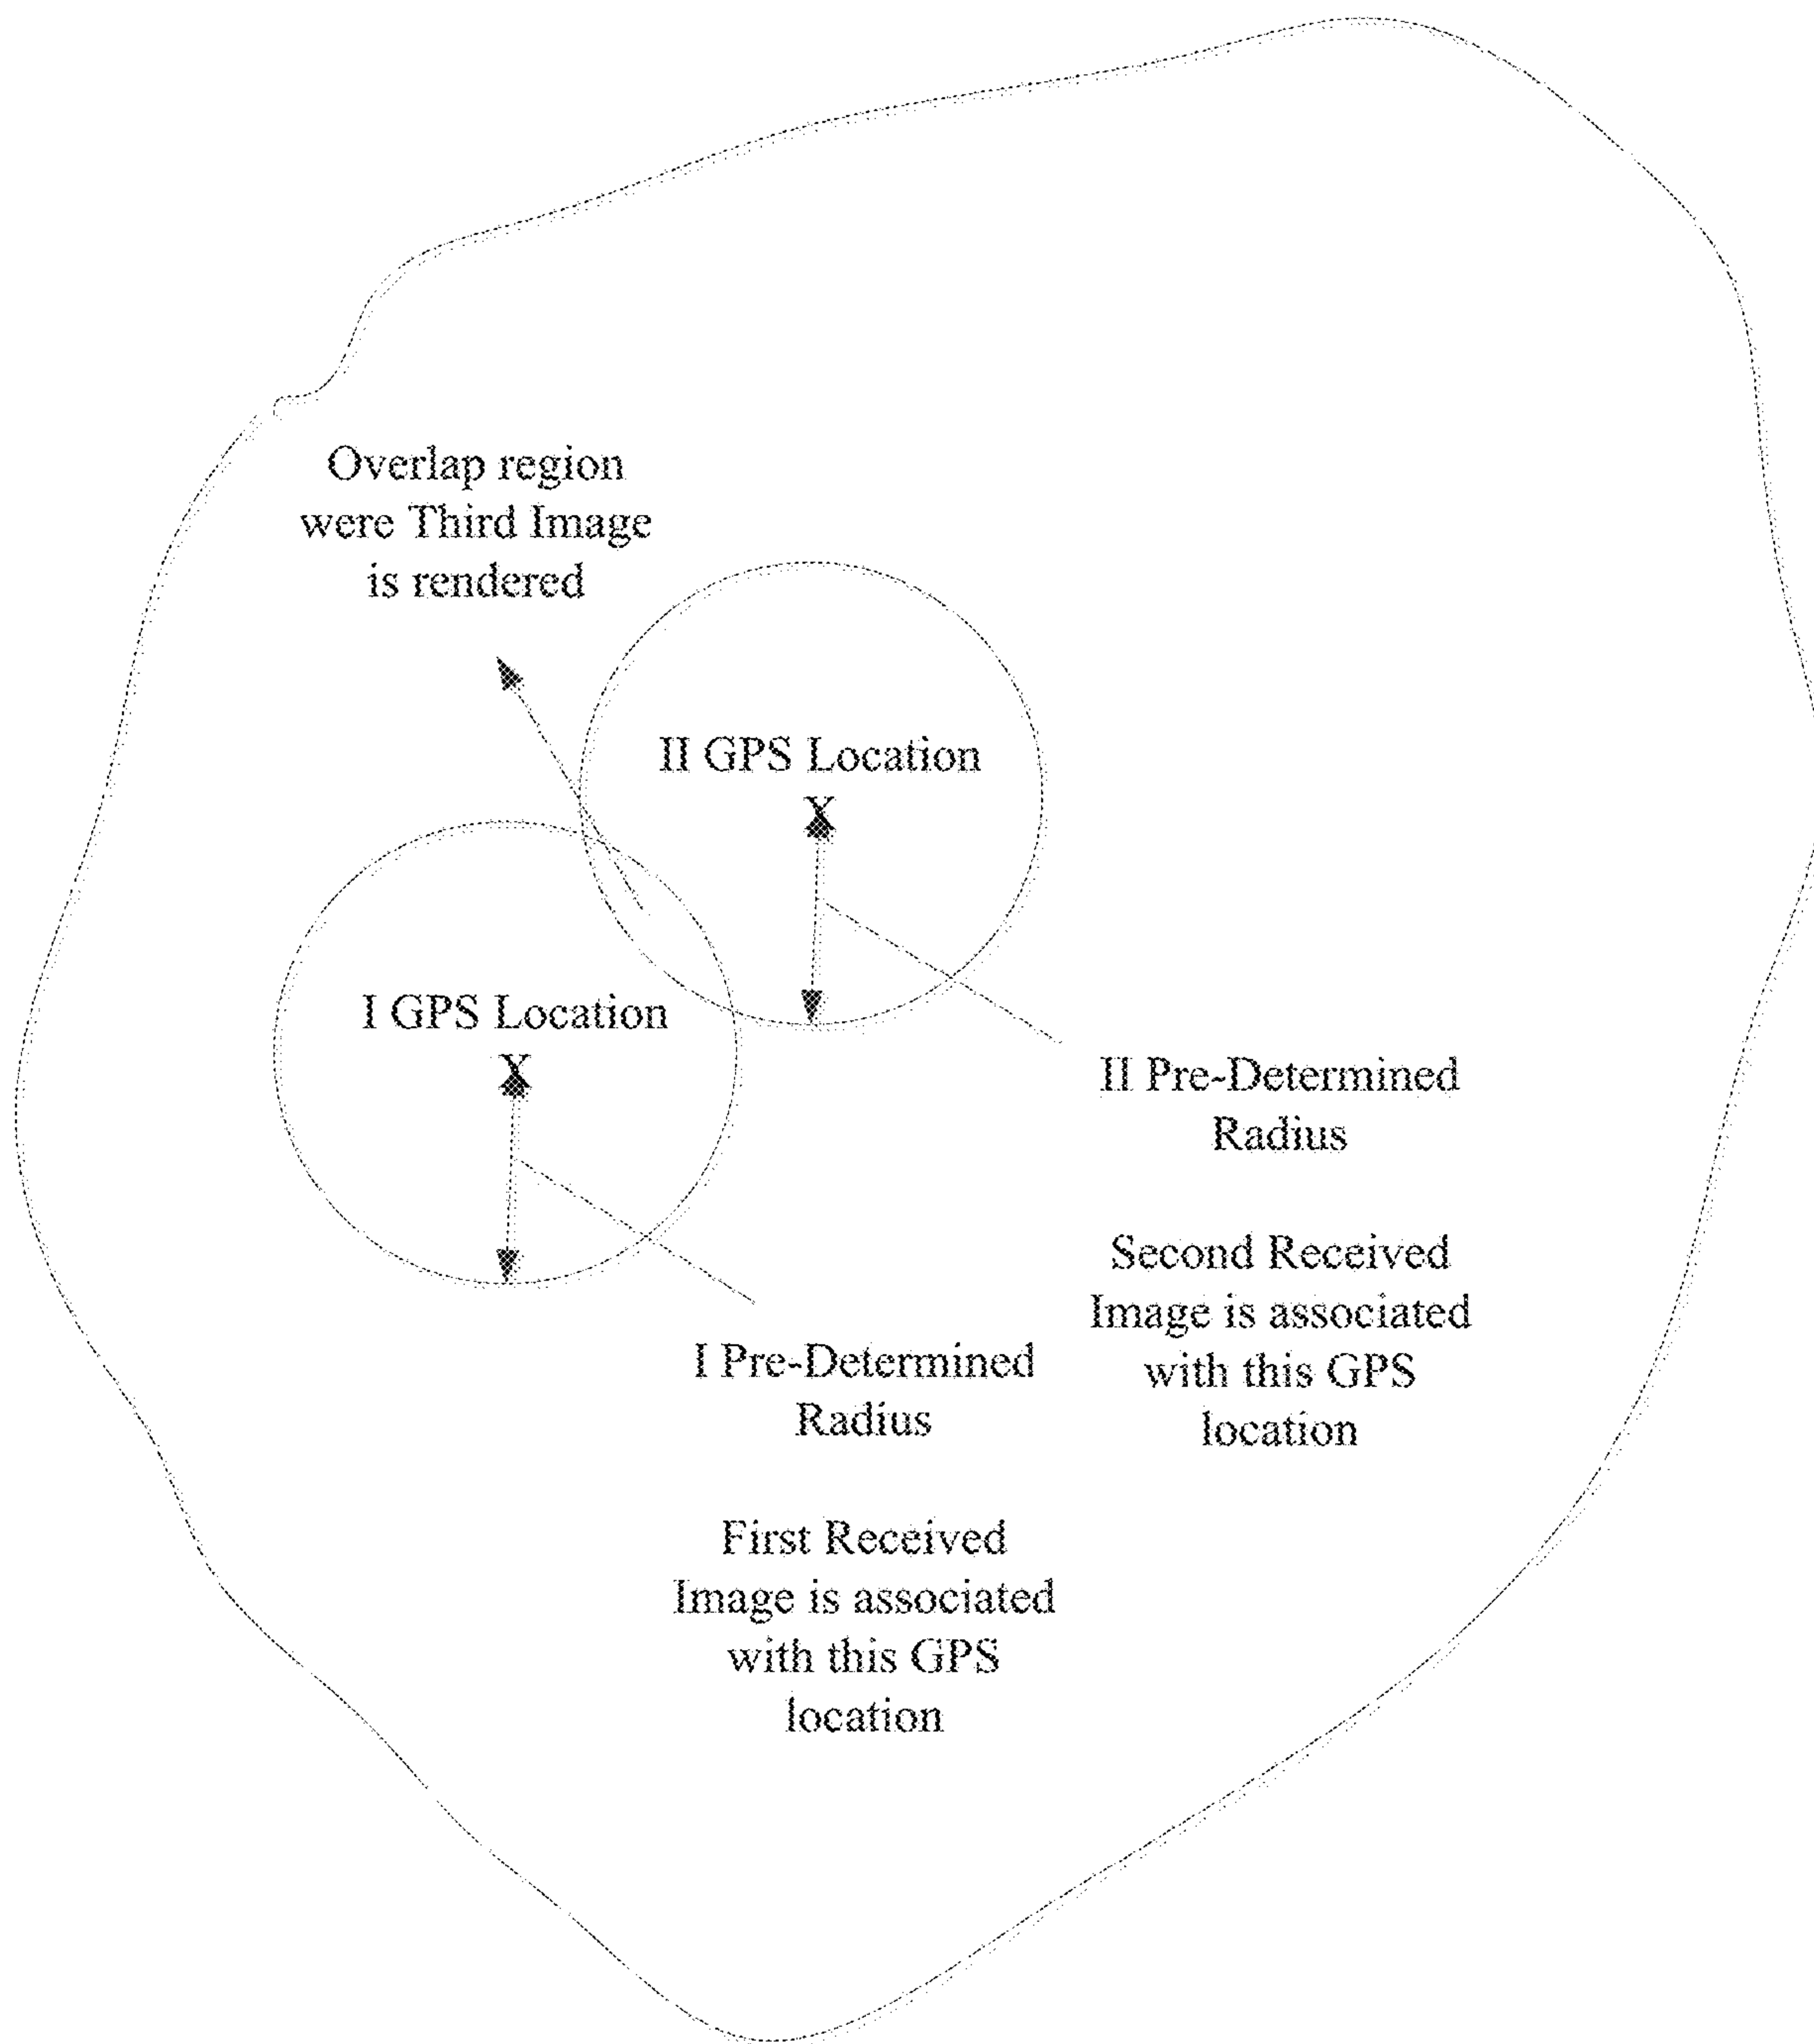 Overlap region
were Third Image
is rendered
II GPS Location
X
I GPS Location
X
II Pre-Determined
Radius
Second Received
Image is associated
with this GPS
location
I Pre-Determined
Radius
First Received
Image is associated
with this GPS
location